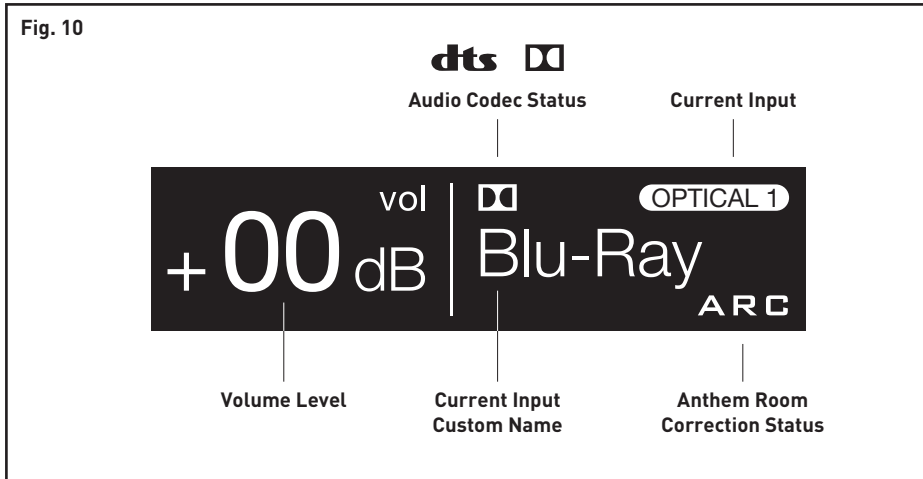 Fig. 10
dts
Audio Codec Status
Current Input
vol
OPTICAL 1
+00 dB
Blu-Ray
ARC
Volume Level
Current Input
Custom Name
Anthem Room
Correction Status